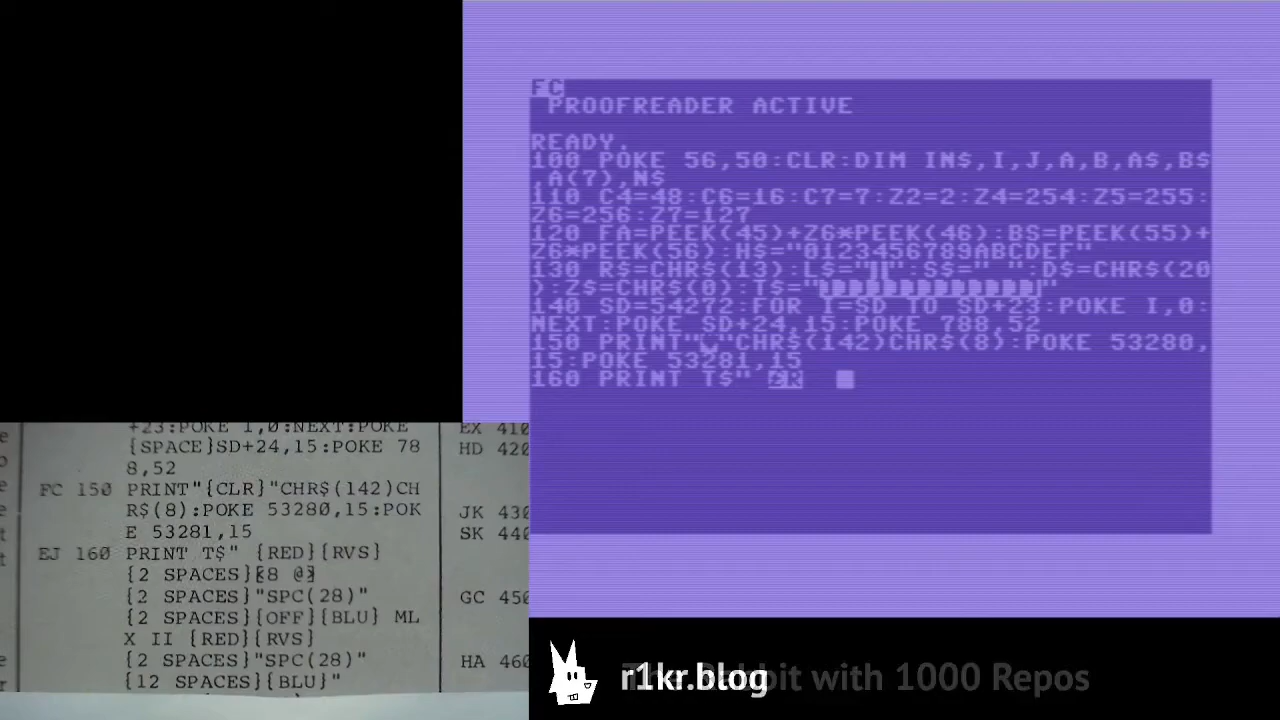 FC
PROOFREADER ACTIVE
READY.
100 POKE 56,50:CLR:DIM IN$,I,J,A,B,A$,B$
,A(7),N$
110 C4=48:C6=16:C7=7:Z2=2:Z4=254:Z5=255:
Z6=256:Z7=127
120 FA=PEEK(45)+Z6*PEEK(46):BS=PEEK(55)+
Z6*PEEK(56):H$="0123456789ABCDEF"
130 R$=CHR$(13):L$="":S$=" ":D$=CHR$(20
):Z$=CHR$(0):T$=""
140 SD=54272:FOR I=SD TO SD+23:POKE I,0:
NEXT:POKE SD+24,15:POKE 788,52
150 PRINT""CHR$(142)CHR$(8):POKE 53280,
15:POKE 53281,15
160 PRINT T$" £R
+23:POKE I,0:NEXT:POKE
{SPACE}SD+24,15:POKE 78
8,52
FC 150 PRINT"{CLR}"CHR$(142)CH
R$(8):POKE 53280,15:POK
E 53281,15
EJ 160 PRINT T$" {RED}{RVS}
{2 SPACES}[8 @]
{2 SPACES}"SPC(28)"
{2 SPACES}{OFF}{BLU} ML
X II {RED}{RVS}
{2 SPACES}"SPC(28)"
{12 SPACES}{BLU}"
EX 410
HD 420
JK 430
SK 440
GC 450
HA 460
r1kr.blog
The Rabbit with 1000 Repos